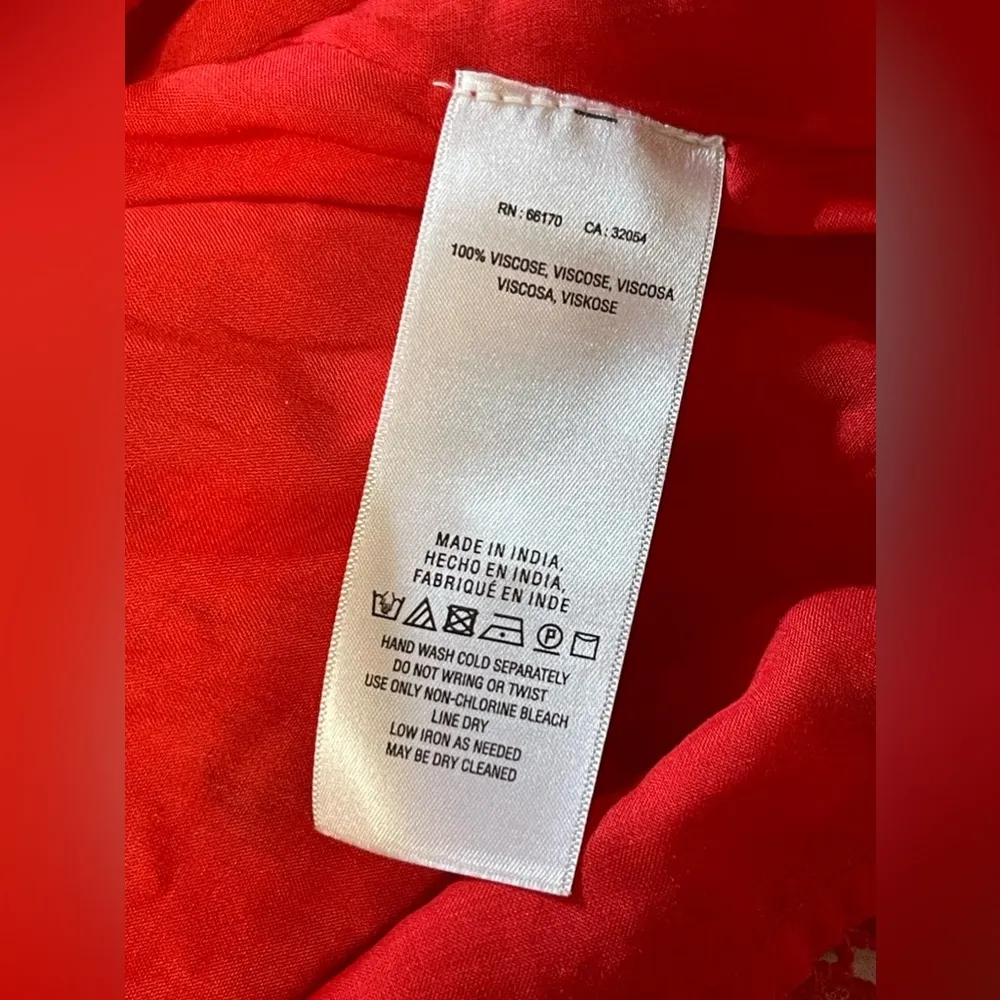 RN : 66170 CA : 32054
100% VISCOSE, VISCOSE, VISCOSA
VISCOSA, VISKOSE
MADE IN INDIA,
HECHO EN INDIA,
FABRIQUÉ EN INDE
P
HAND WASH COLD SEPARATELY
DO NOT WRING OR TWIST
USE ONLY NON-CHLORINE BLEACH
LINE DRY
LOW IRON AS NEEDED
MAY BE DRY CLEANED